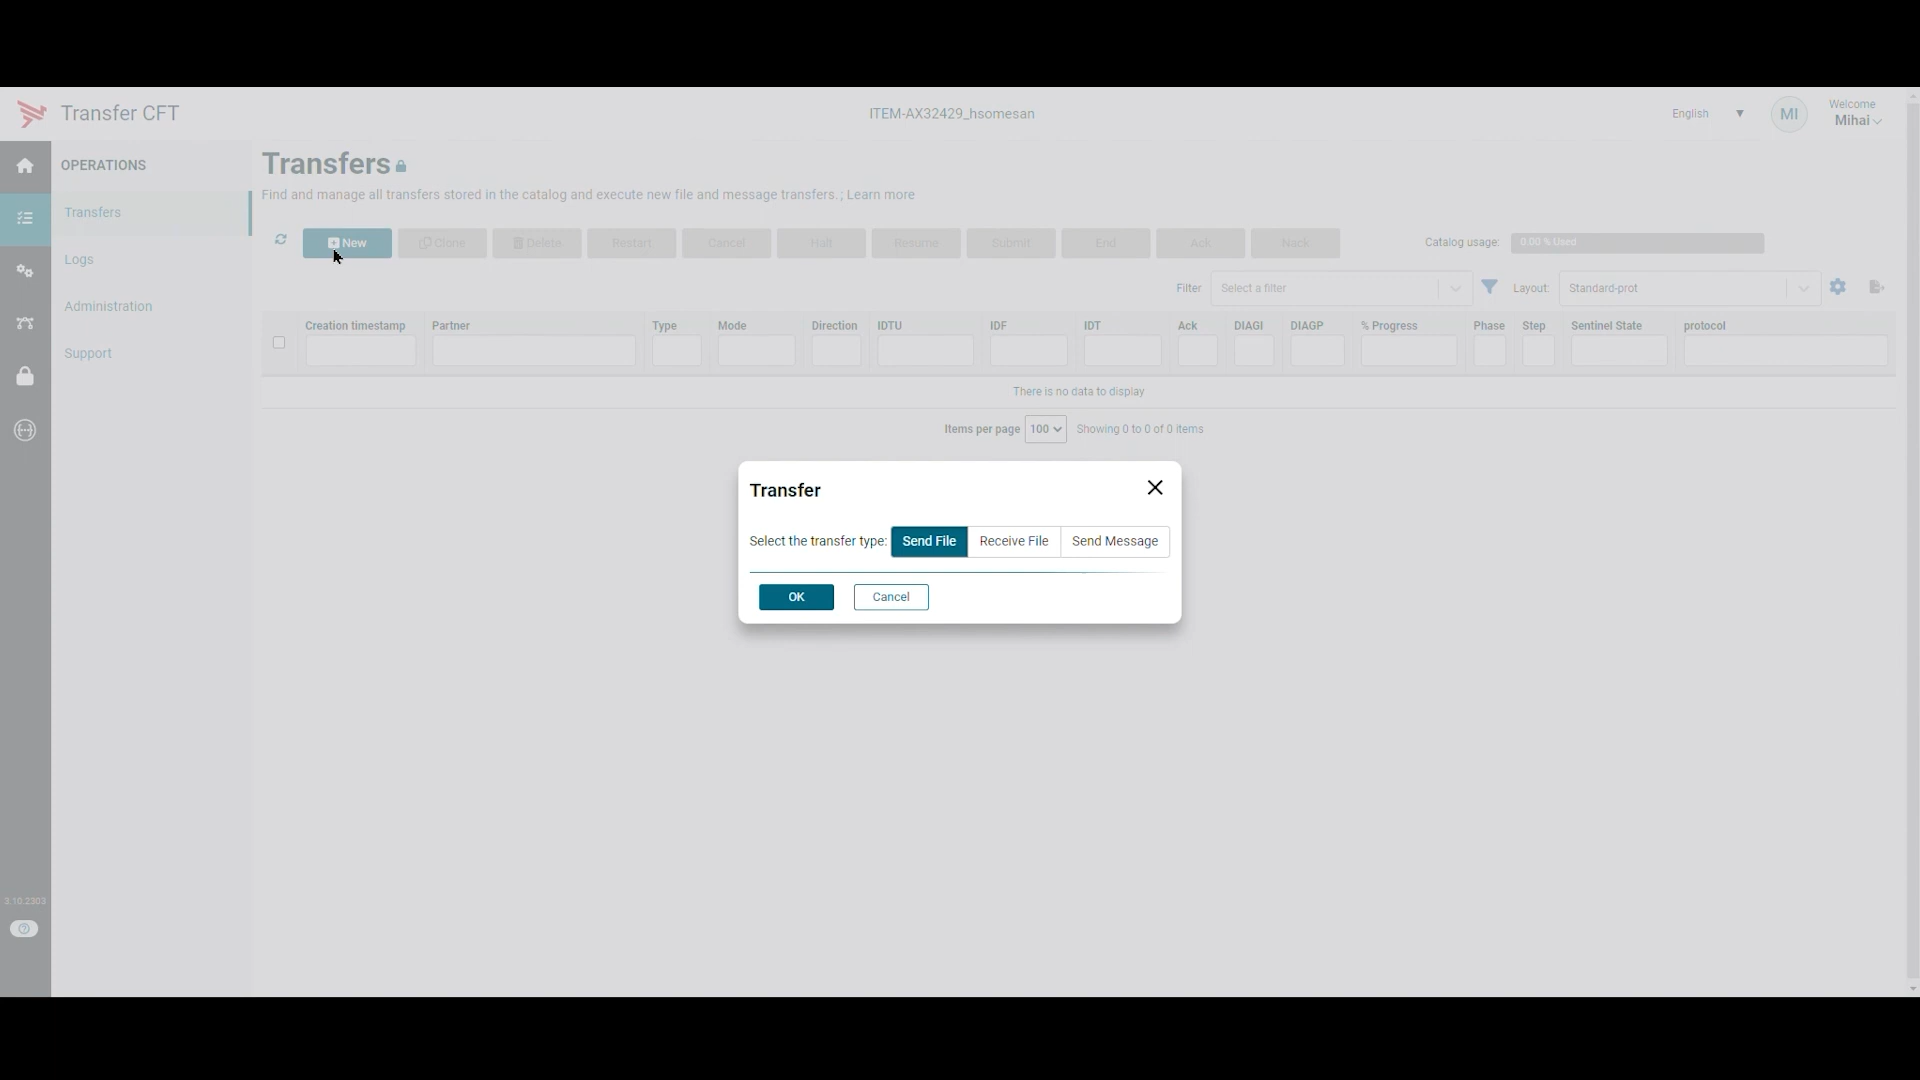 Transfer CFT
ITEM-AX32429_hsomesan
English
MI
Welcome
Mihai
OPERATIONS
Transfers
Logs
Administration
Support
3.10.2303
Transfers
Find and manage all transfers stored in the catalog and execute new file and message transfers.; Learn more
New Clone Delete Restart Cancel Halt Resume Submit End Ack Nack
Catalog usage: 0.00 % Used
Filter Select a filter Layout: Standard-prot
Creation timestamp Partner Type Mode Direction IDTU IDF IDT Ack DIAGI DIAGP % Progress Phase Step Sentinel State protocol
There is no data to display
Items per page 100 Showing 0 to 0 of 0 items
Transfer
Select the transfer type: Send File Receive File Send Message
OK Cancel